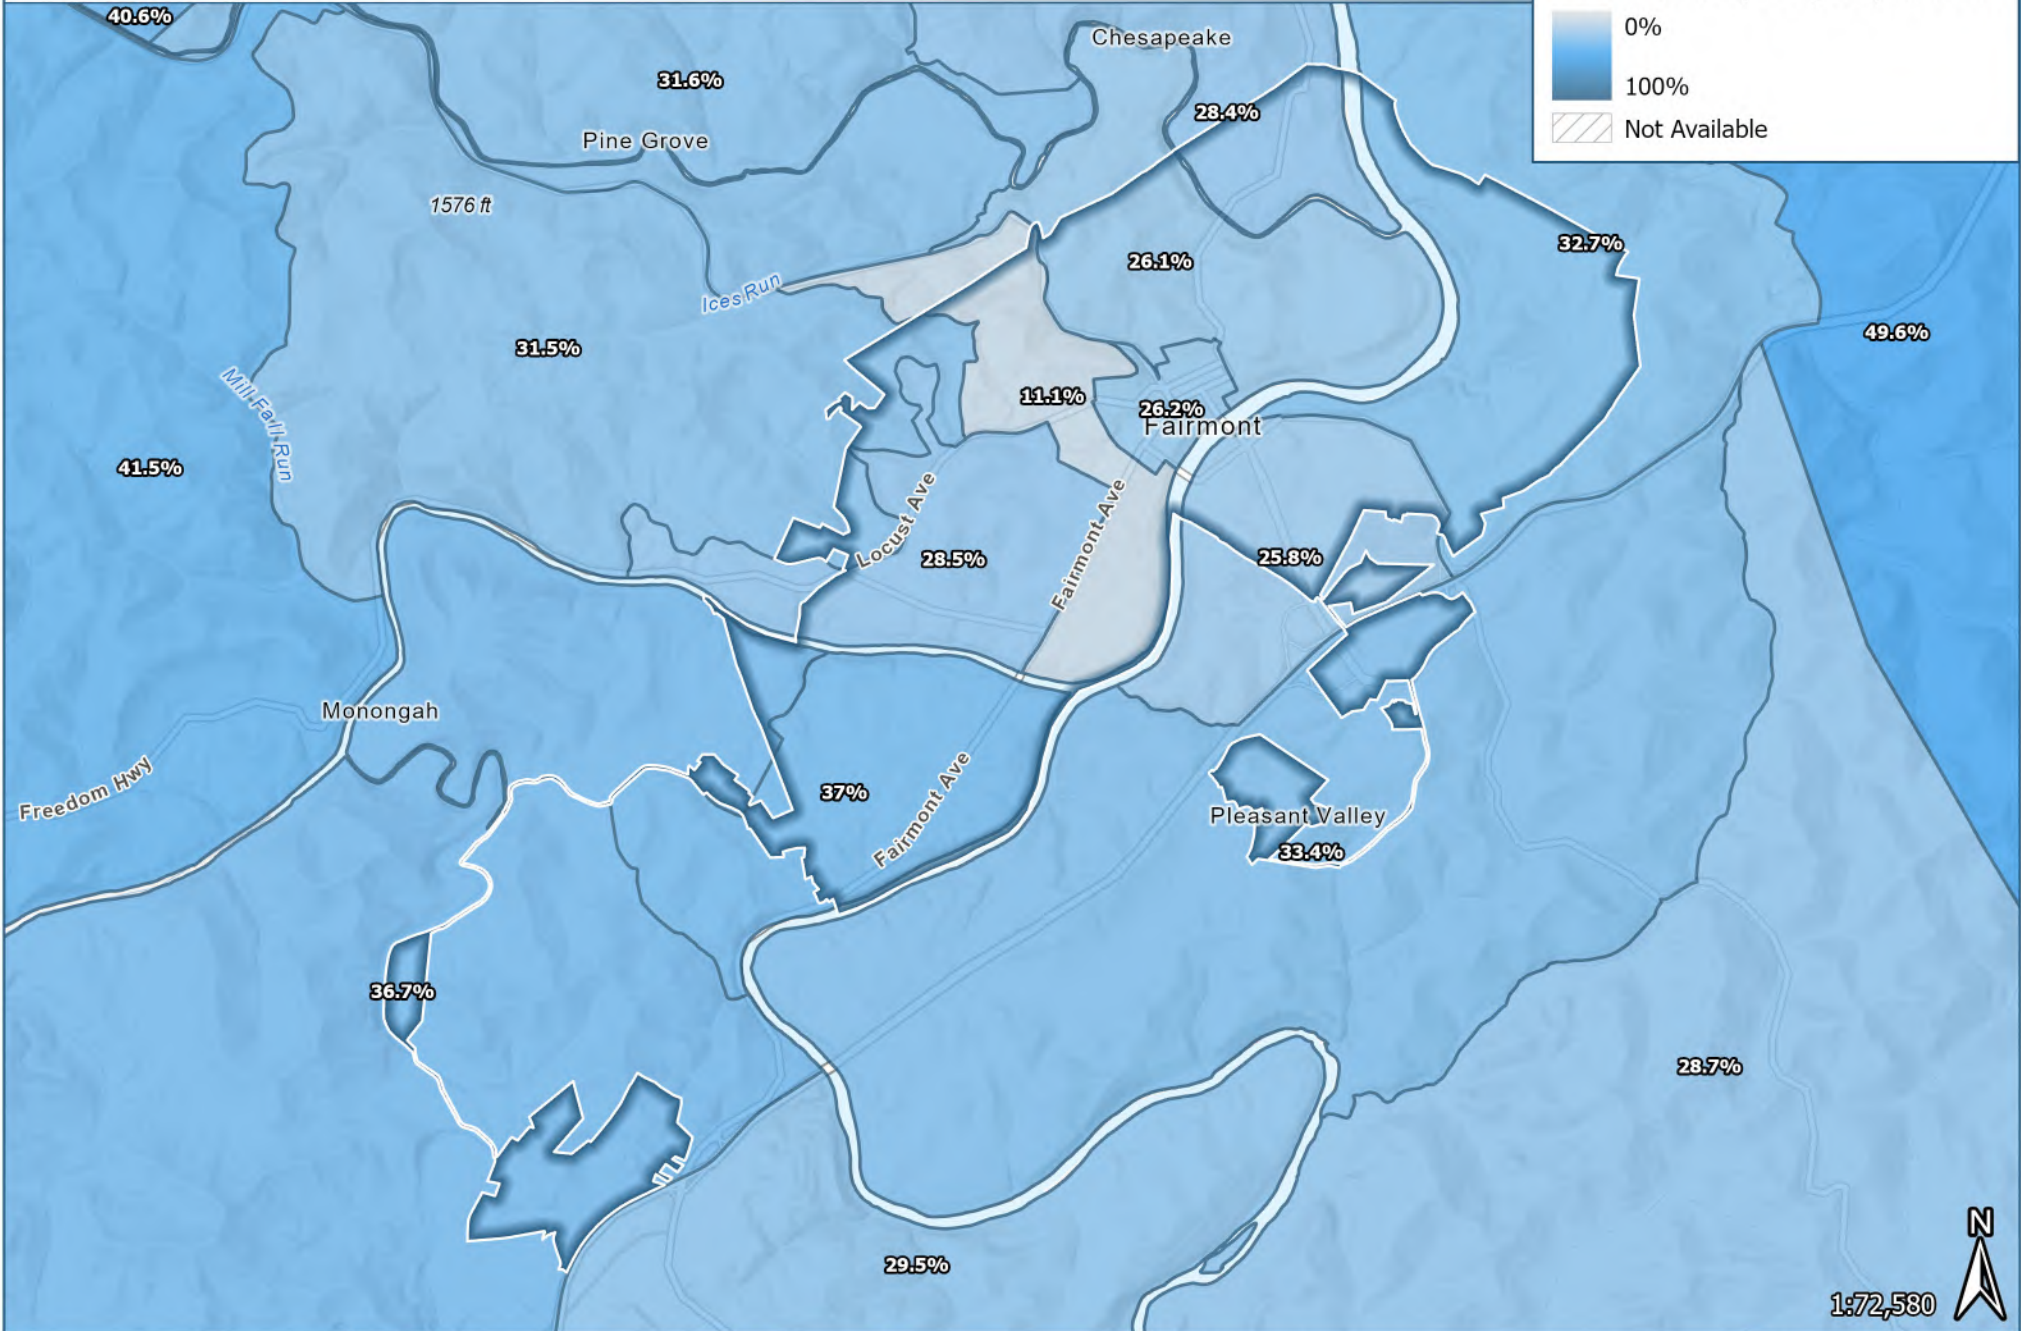 40.6%
Chesapeake
0%
31.6%
100%
28.4%
Not Available
Pine Grove
1576 ft
32.7%
26.1%
Ices Run
49.6%
31.5%
Mill Fall Run
11.1%
26.2%
Fairmont
41.5%
Locust Ave
Fairmont Ave
28.5%
25.8%
Monongah
Freedom Hwy
37%
Fairmont Ave
Pleasant Valley
33.4%
36.7%
28.7%
29.5%
N
1:72,580